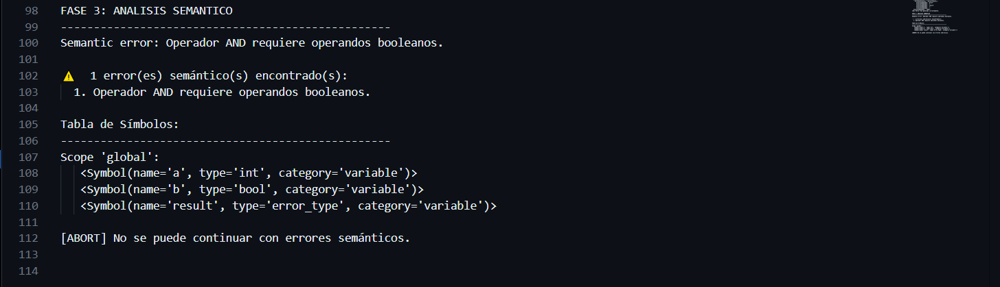 98 FASE 3: ANALISIS SEMANTICO
99 --------------------------------------------------
100 Semantic error: Operador AND requiere operandos booleanos.
101
102 ⚠ 1 error(es) semántico(s) encontrado(s):
103 1. Operador AND requiere operandos booleanos.
104
105 Tabla de Símbolos:
106 --------------------------------------------------
107 Scope 'global':
108 <Symbol(name='a', type='int', category='variable')>
109 <Symbol(name='b', type='bool', category='variable')>
110 <Symbol(name='result', type='error_type', category='variable')>
111
112 [ABORT] No se puede continuar con errores semánticos.
113
114